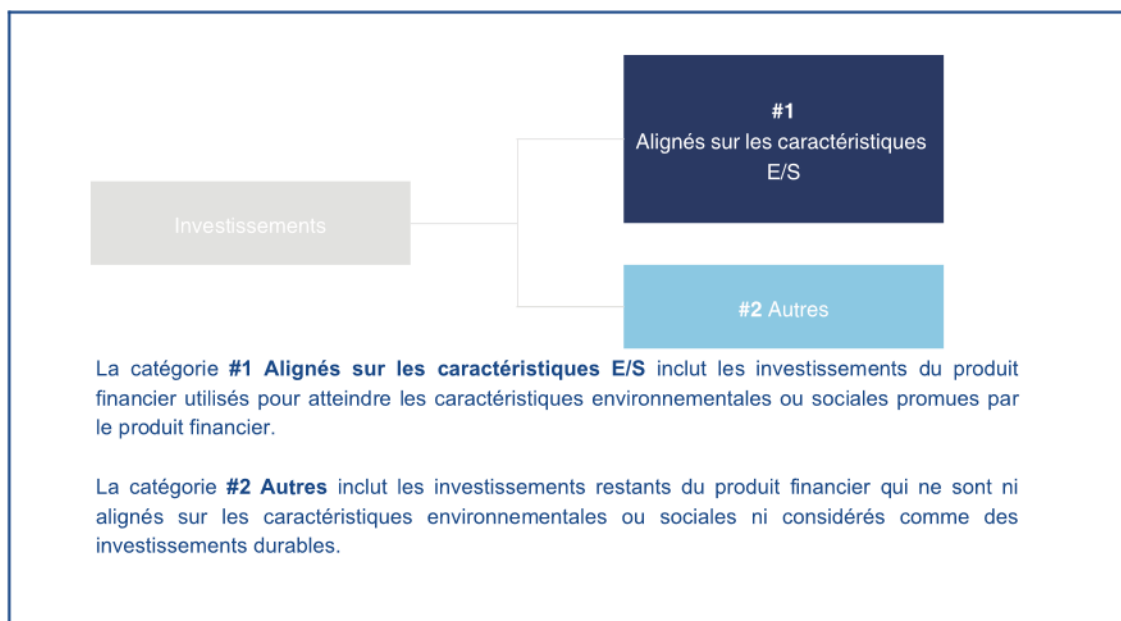 #1
Alignés sur les caractéristiques
E/S
Investissements
#2 Autres
La catégorie #1 Alignés sur les caractéristiques E/S inclut les investissements du produit
financier utilisés pour atteindre les caractéristiques environnementales ou sociales promues par
le produit financier.
La catégorie #2 Autres inclut les investissements restants du produit financier qui ne sont ni
alignés sur les caractéristiques environnementales ou sociales ni considérés comme des
investissements durables.